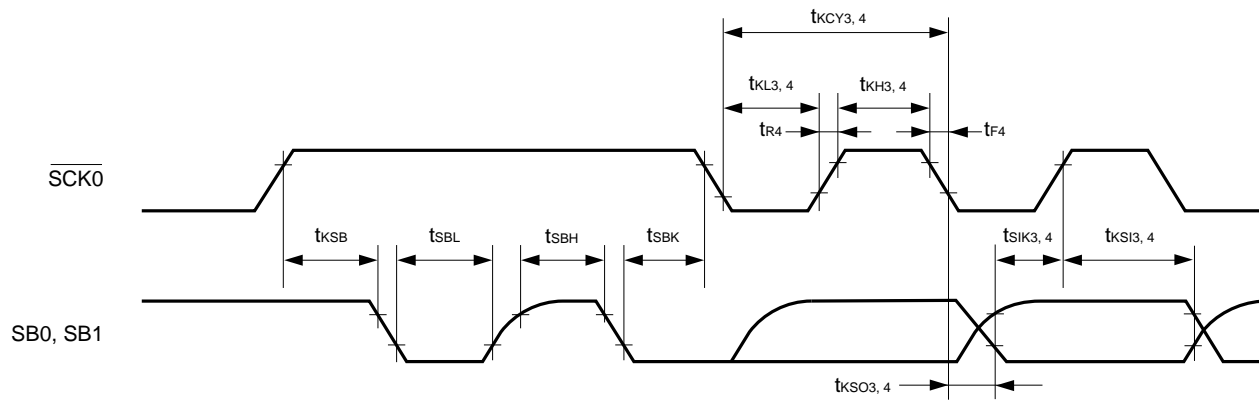 tKCY3, 4
tKL3, 4
tKH3, 4
tR4
tF4
SCK0
tKSB
tSBL
tSBH
tSBK
tSIK3, 4
tKSI3, 4
SB0, SB1
tKSO3, 4